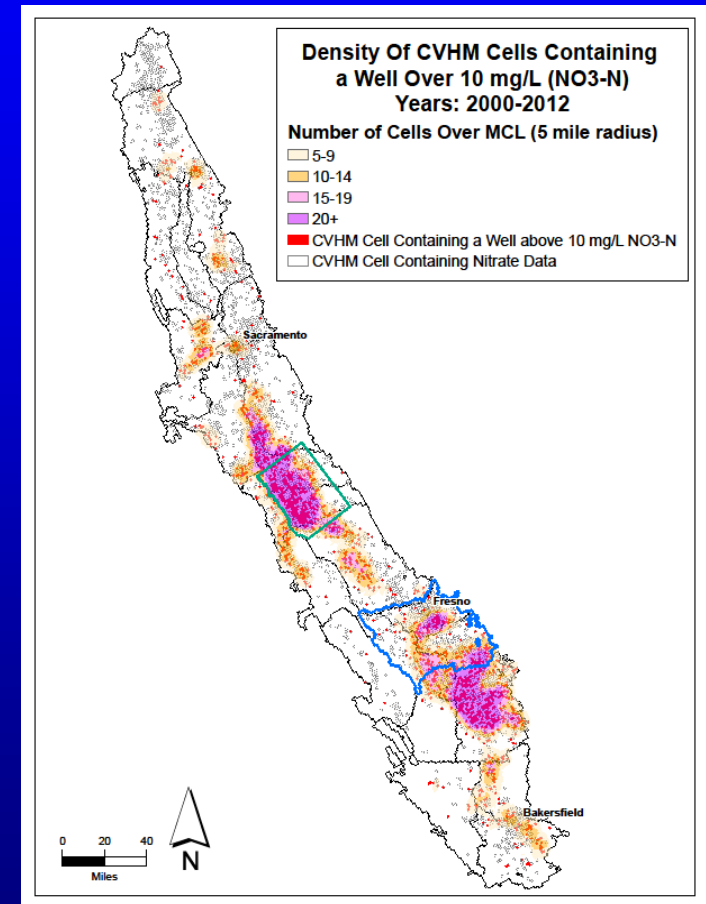 Density Of CVHM Cells Containing
a Well Over 10 mg/L (NO3-N)
Years: 2000-2012
Number of Cells Over MCL (5 mile radius)
5-9
10-14
15-19
20+
CVHM Cell Containing a Well above 10 mg/L NO3-N
CVHM Cell Containing Nitrate Data
Sacramento
Fresno
Bakersfield
0 20 40
Miles
N